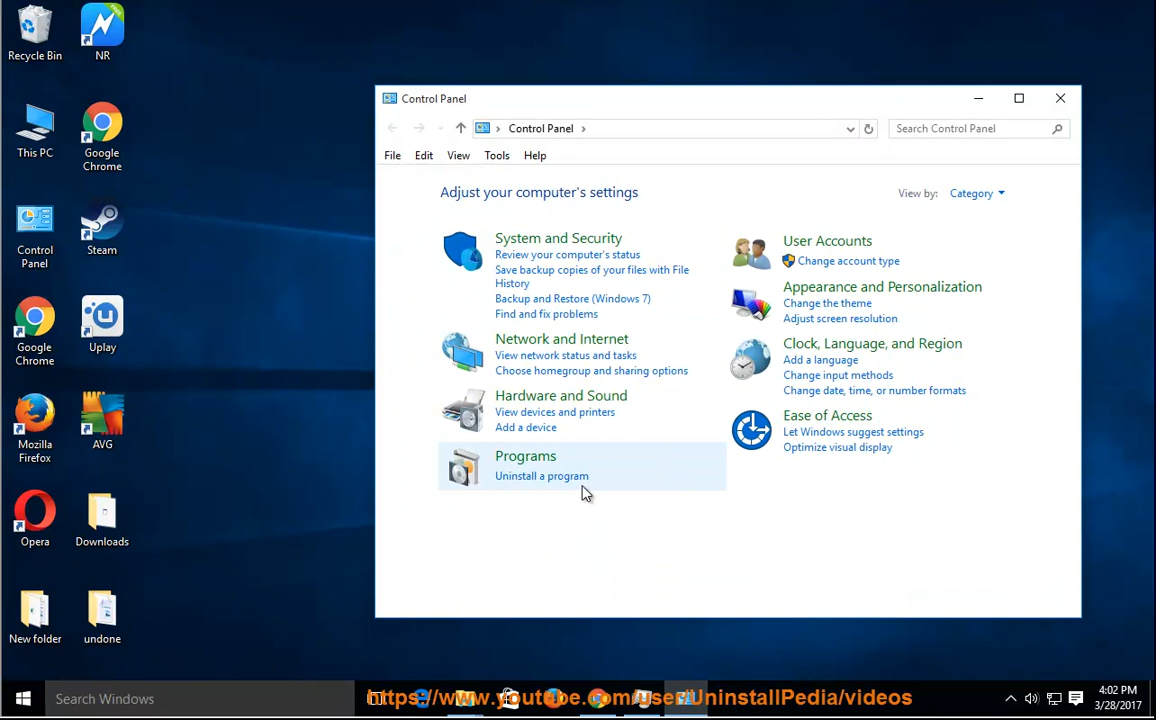 Recycle Bin
NR
This PC
Google
Chrome
Control
Panel
Steam
Google
Chrome
Uplay
Mozilla
Firefox
AVG
Opera
Downloads
New folder
undone
Control Panel
Control Panel
Search Control Panel
File Edit View Tools Help
Adjust your computer's settings
View by: Category
System and Security
Review your computer's status
Save backup copies of your files with File
History
Backup and Restore (Windows 7)
Find and fix problems
Network and Internet
View network status and tasks
Choose homegroup and sharing options
Hardware and Sound
View devices and printers
Add a device
Programs
Uninstall a program
User Accounts
Change account type
Appearance and Personalization
Change the theme
Adjust screen resolution
Clock, Language, and Region
Add a language
Change input methods
Change date, time, or number formats
Ease of Access
Let Windows suggest settings
Optimize visual display
Search Windows
https://www.youtube.com/user/UninstallPedia/videos
4:02 PM
3/28/2017